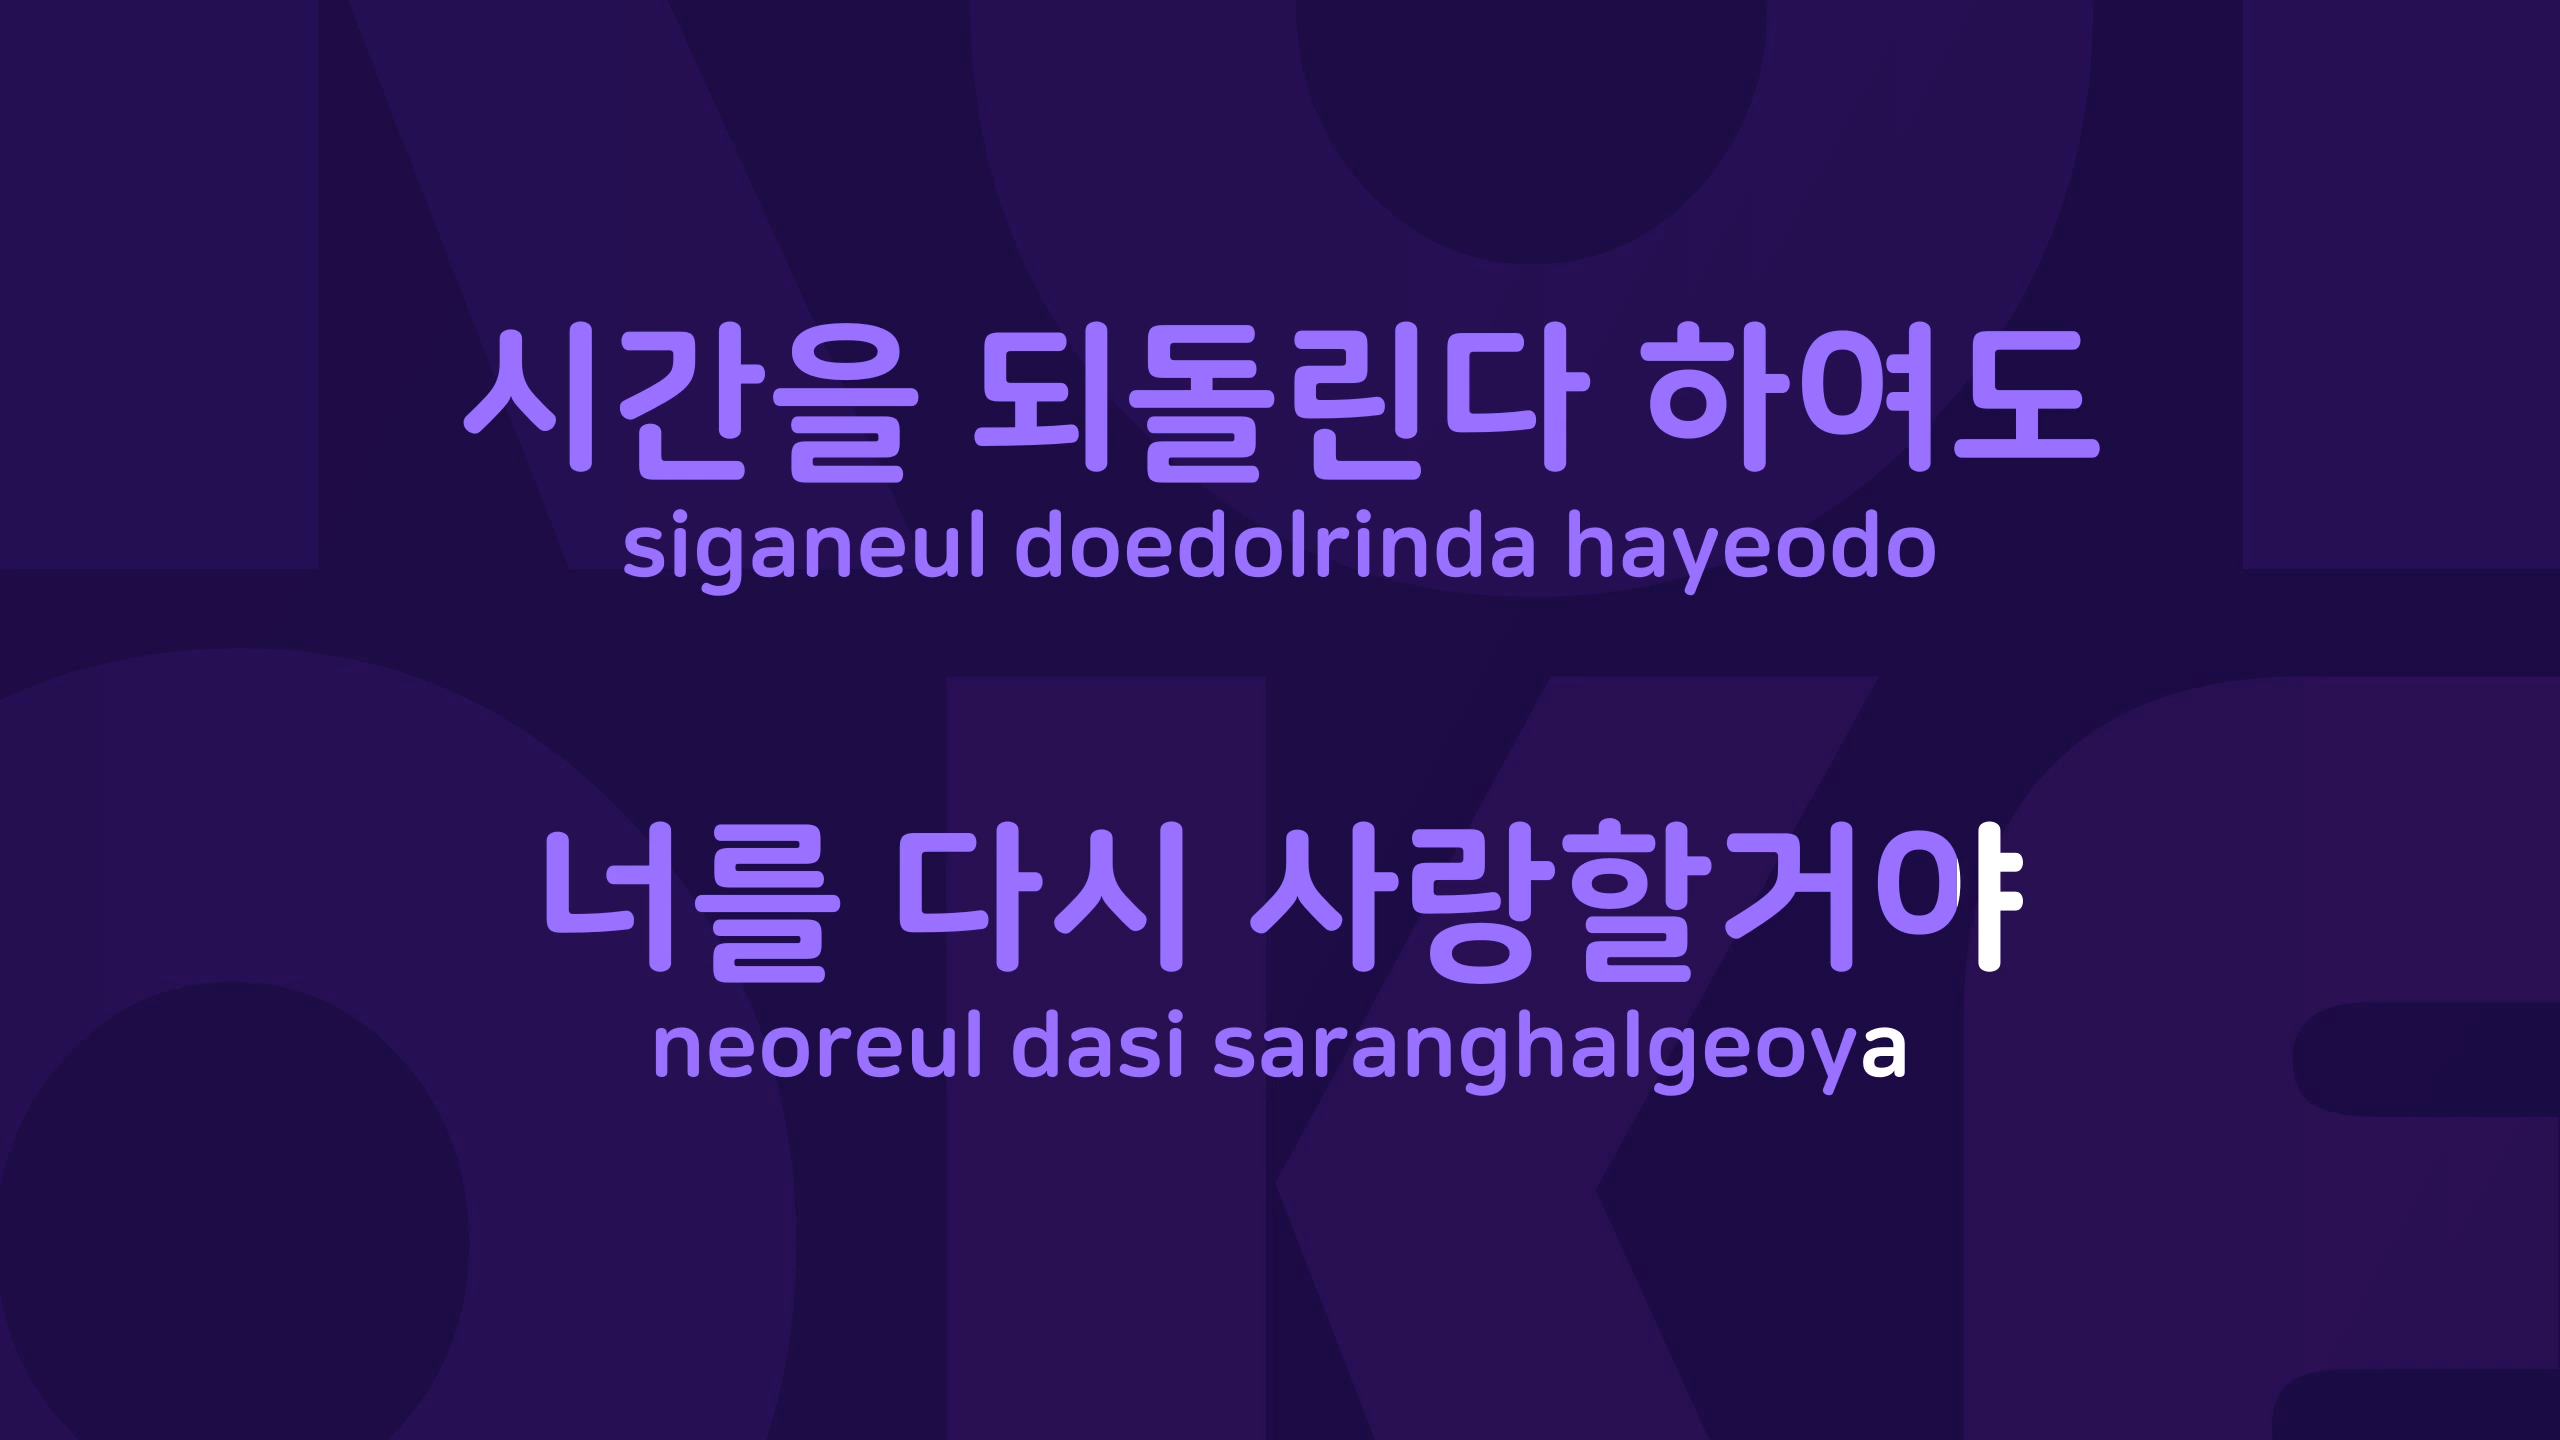 시간을 되돌린다 하여도
siganeul doedolrinda hayeodo
너를 다시 사랑할거야
neoreul dasi saranghalgeoya